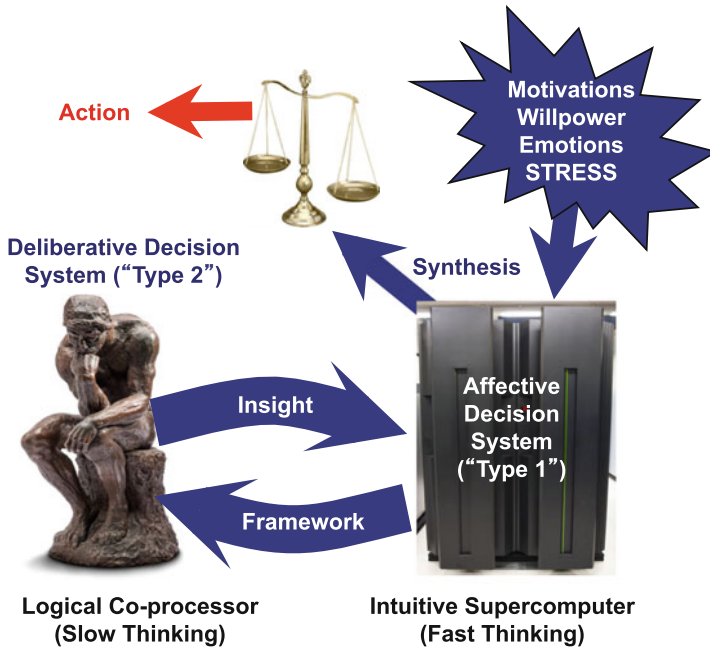 Action
Motivations
Willpower
Emotions
STRESS
Deliberative Decision
System (“Type 2”)
Synthesis
Insight
Affective
Decision
System
(“Type 1”)
Framework
Logical Co-processor
(Slow Thinking)
Intuitive Supercomputer
(Fast Thinking)